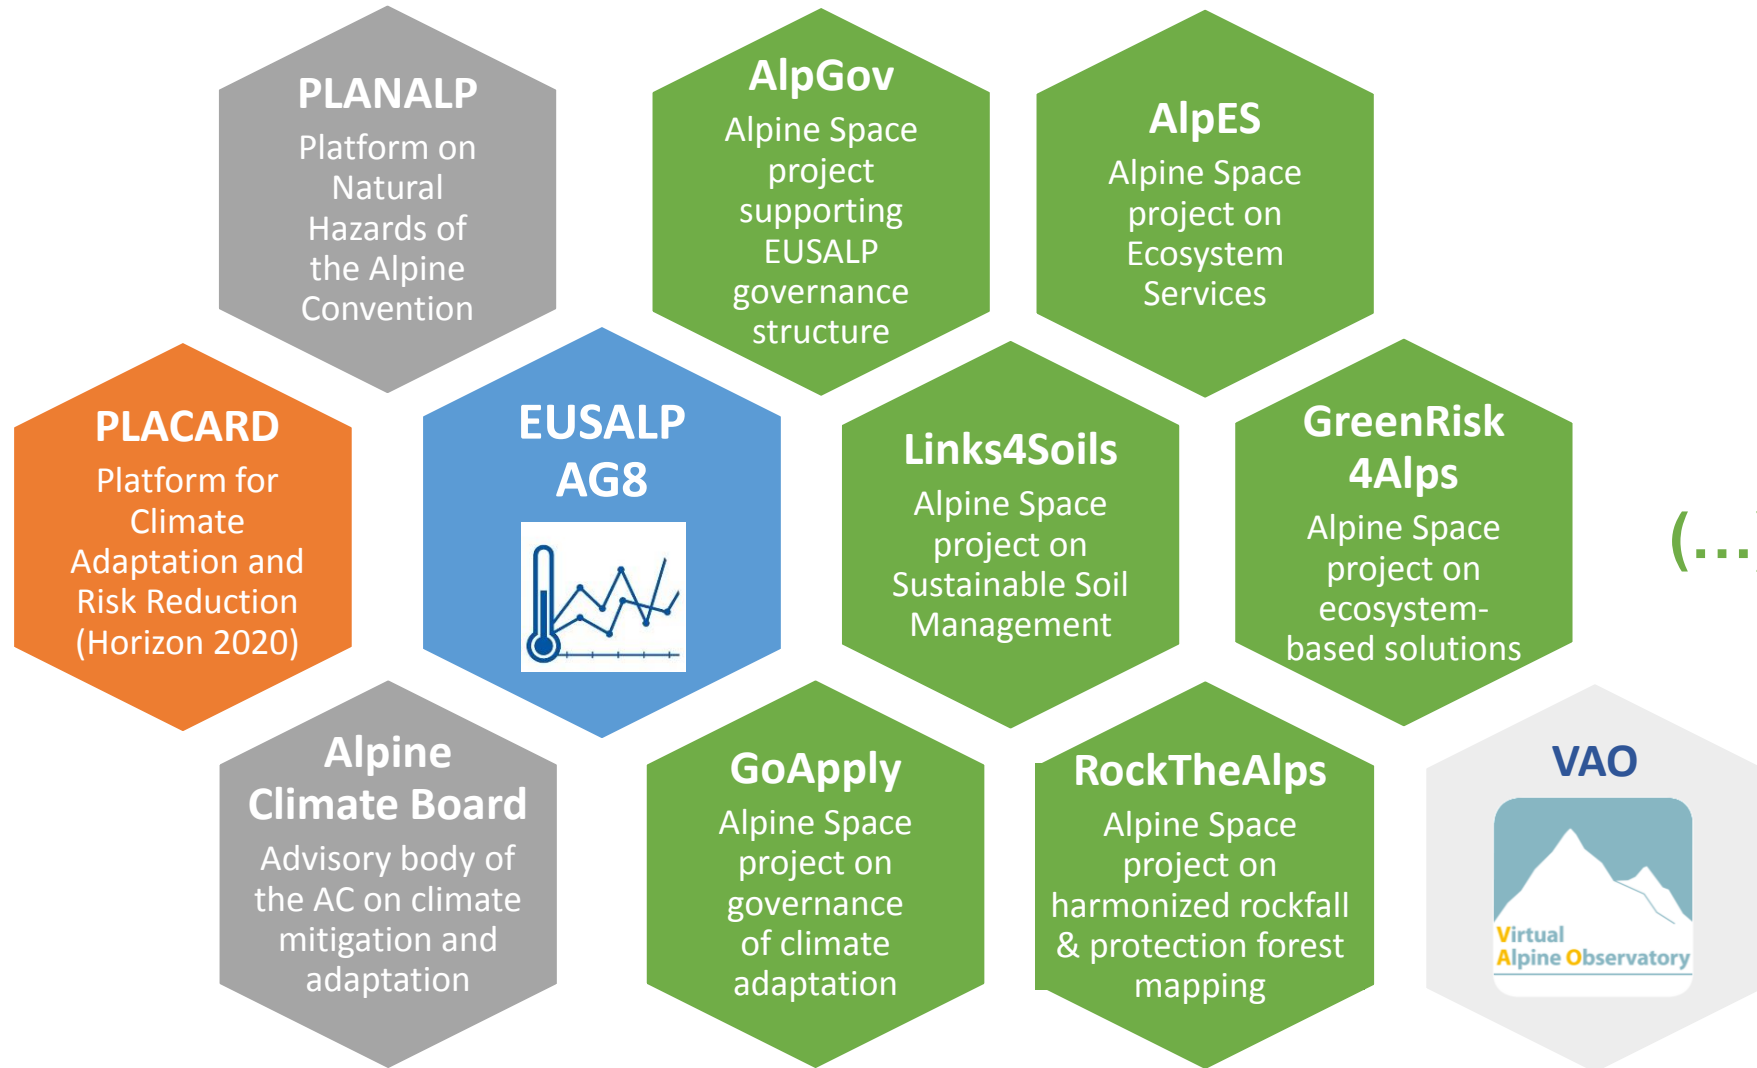 PLANALP
Platform on
Natural
Hazards of
the Alpine
Convention
AlpGov
Alpine Space
project
supporting
EUSALP
governance
structure
AlpES
Alpine Space
project on
Ecosystem
Services
PLACARD
Platform for
Climate
Adaptation and
Risk Reduction
(Horizon 2020)
EUSALP
AG8
Links4Soils
Alpine Space
project on
Sustainable Soil
Management
GreenRisk
4Alps
Alpine Space
project on
ecosystem-
based solutions
(...)
Alpine
Climate Board
Advisory body of
the AC on climate
mitigation and
adaptation
GoApply
Alpine Space
project on
governance
of climate
adaptation
RockTheAlps
Alpine Space
project on
harmonized rockfall
& protection forest
mapping
VAO
Virtual
Alpine Observatory